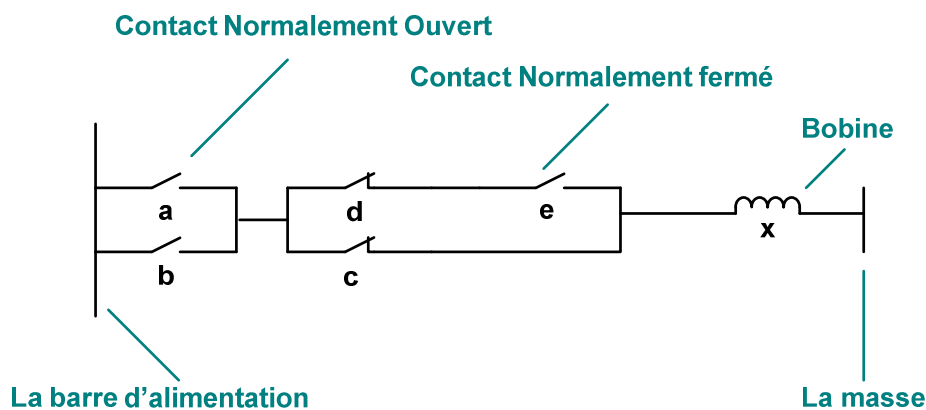 Contact Normalement Ouvert
Contact Normalement fermé
Bobine
a
d
e
x
b
c
La barre d'alimentation
La masse